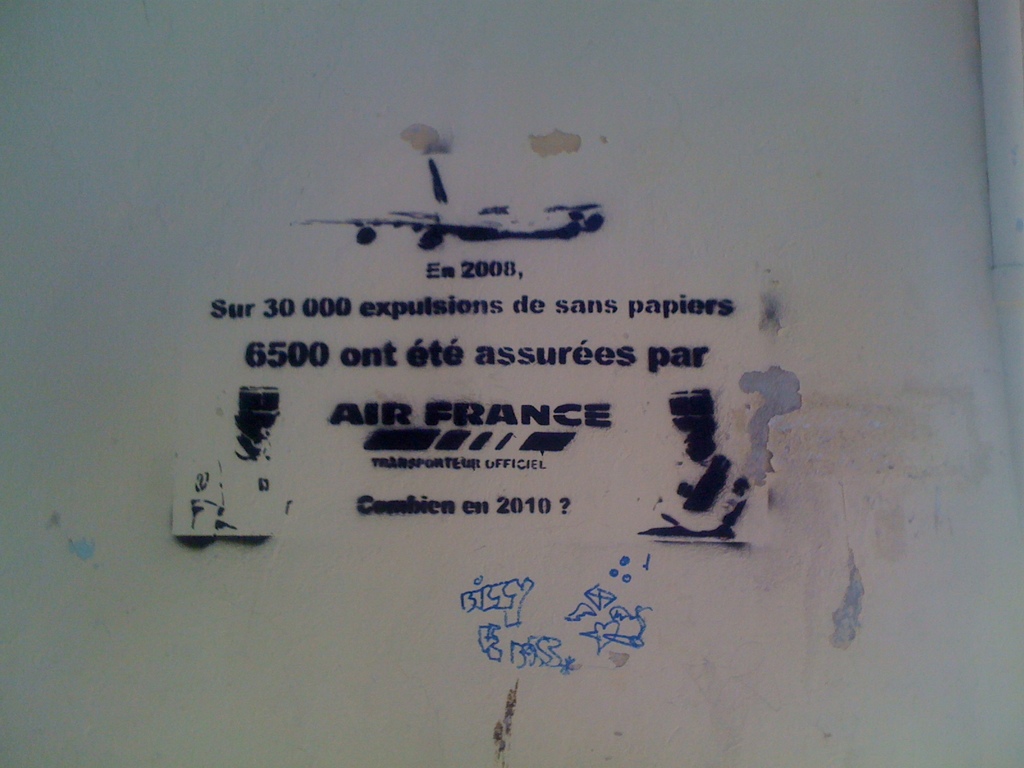 En 2008,
Sur 30 000 expulsions de sans papiers
6500 ont été assurées par
AIR FRANCE
TRANSPORTEUR OFFICIEL
Combien en 2010 ?